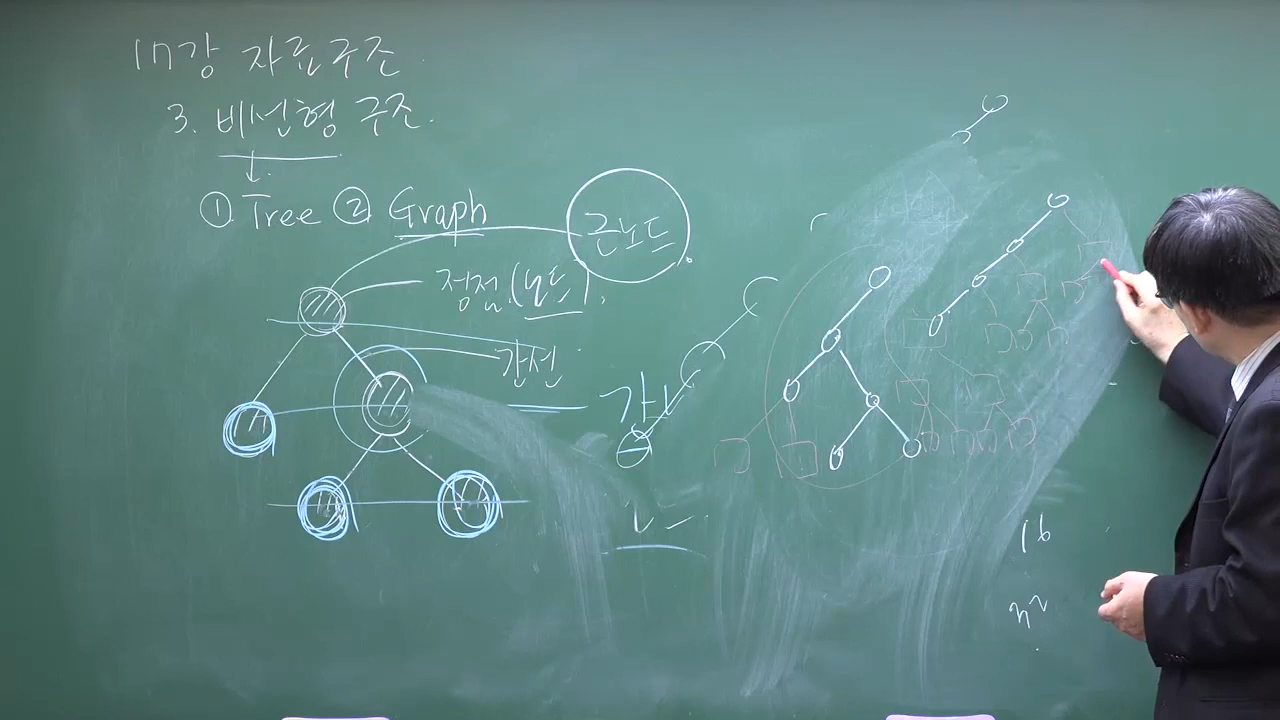 17강 자료구조.
3. 비선형 구조.
① Tree ② Graph
근노드
정점(노드).
간선
16
n²